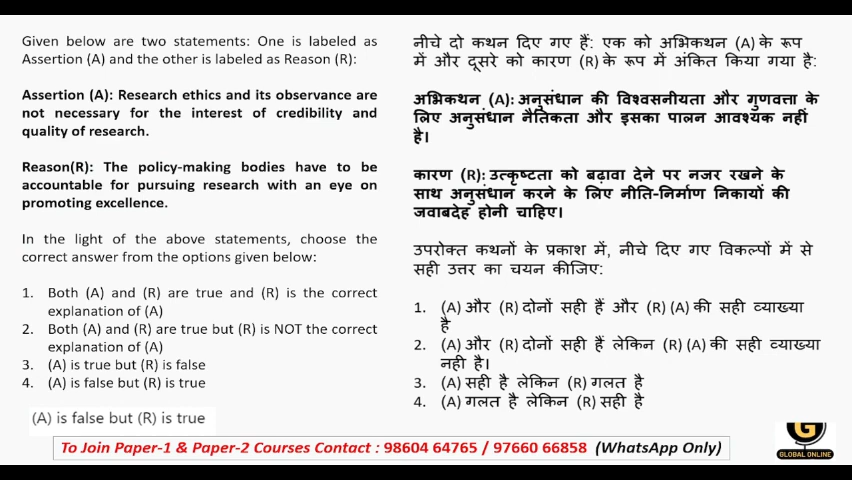 Given below are two statements: One is labeled as
Assertion (A) and the other is labeled as Reason (R):
Assertion (A): Research ethics and its observance are
not necessary for the interest of credibility and
quality of research.
Reason(R): The policy-making bodies have to be
accountable for pursuing research with an eye on
promoting excellence.
In the light of the above statements, choose the
correct answer from the options given below:
1. Both (A) and (R) are true and (R) is the correct
explanation of (A)
2. Both (A) and (R) are true but (R) is NOT the correct
explanation of (A)
3. (A) is true but (R) is false
4. (A) is false but (R) is true
(A) is false but (R) is true
नीचे दो कथन दिए गए हैं: एक को अभिकथन (A) के रूप
में और दूसरे को कारण (R) के रूप में अंकित किया गया है:
अभिकथन (A): अनुसंधान की विश्वसनीयता और गुणवत्ता के
लिए अनुसंधान नैतिकता और इसका पालन आवश्यक नहीं
है।
कारण (R): उत्कृष्टता को बढ़ावा देने पर नजर रखने के
साथ अनुसंधान करने के लिए नीति-निर्माण निकायों की
जवाबदेह होनी चाहिए।
उपरोक्त कथनों के प्रकाश में, नीचे दिए गए विकल्पों में से
सही उत्तर का चयन कीजिए:
1. (A) और (R) दोनों सही हैं और (R) (A) की सही व्याख्या
है
2. (A) और (R) दोनों सही हैं लेकिन (R) (A) की सही व्याख्या
नही है।
3. (A) सही है लेकिन (R) गलत है
4. (A) गलत है लेकिन (R) सही है
To Join Paper-1 & Paper-2 Courses Contact : 98604 64765 / 97660 66858 (WhatsApp Only)
G
GLOBAL ONLINE